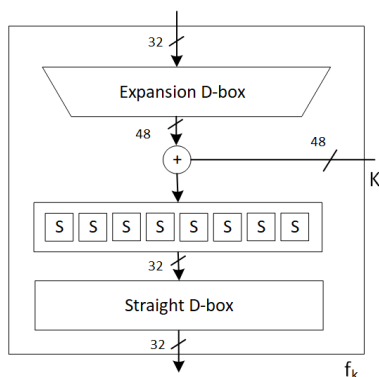 32
Expansion D-box
48
48
+
K
S S S S S S S S
32
Straight D-box
32
fk